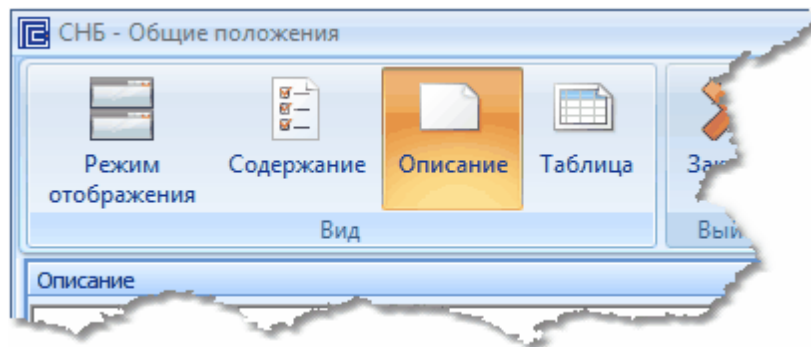 СНБ - Общие положения
Режим отображения
Содержание
Описание
Таблица
Вид
Описание